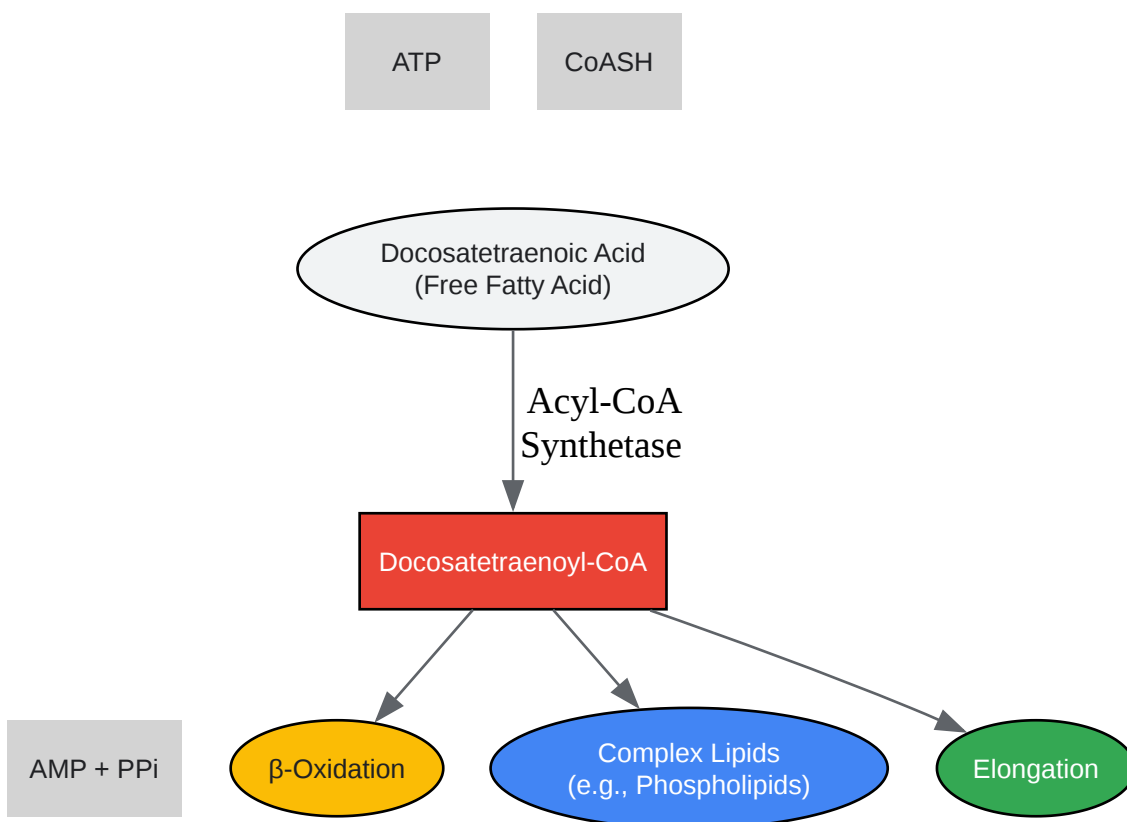 ATP
CoASH
Docosatetraenoic Acid
(Free Fatty Acid)
Acyl-CoA
Synthetase
Docosatetraenoyl-CoA
AMP + PPi
β-Oxidation
Complex Lipids
(e.g., Phospholipids)
Elongation